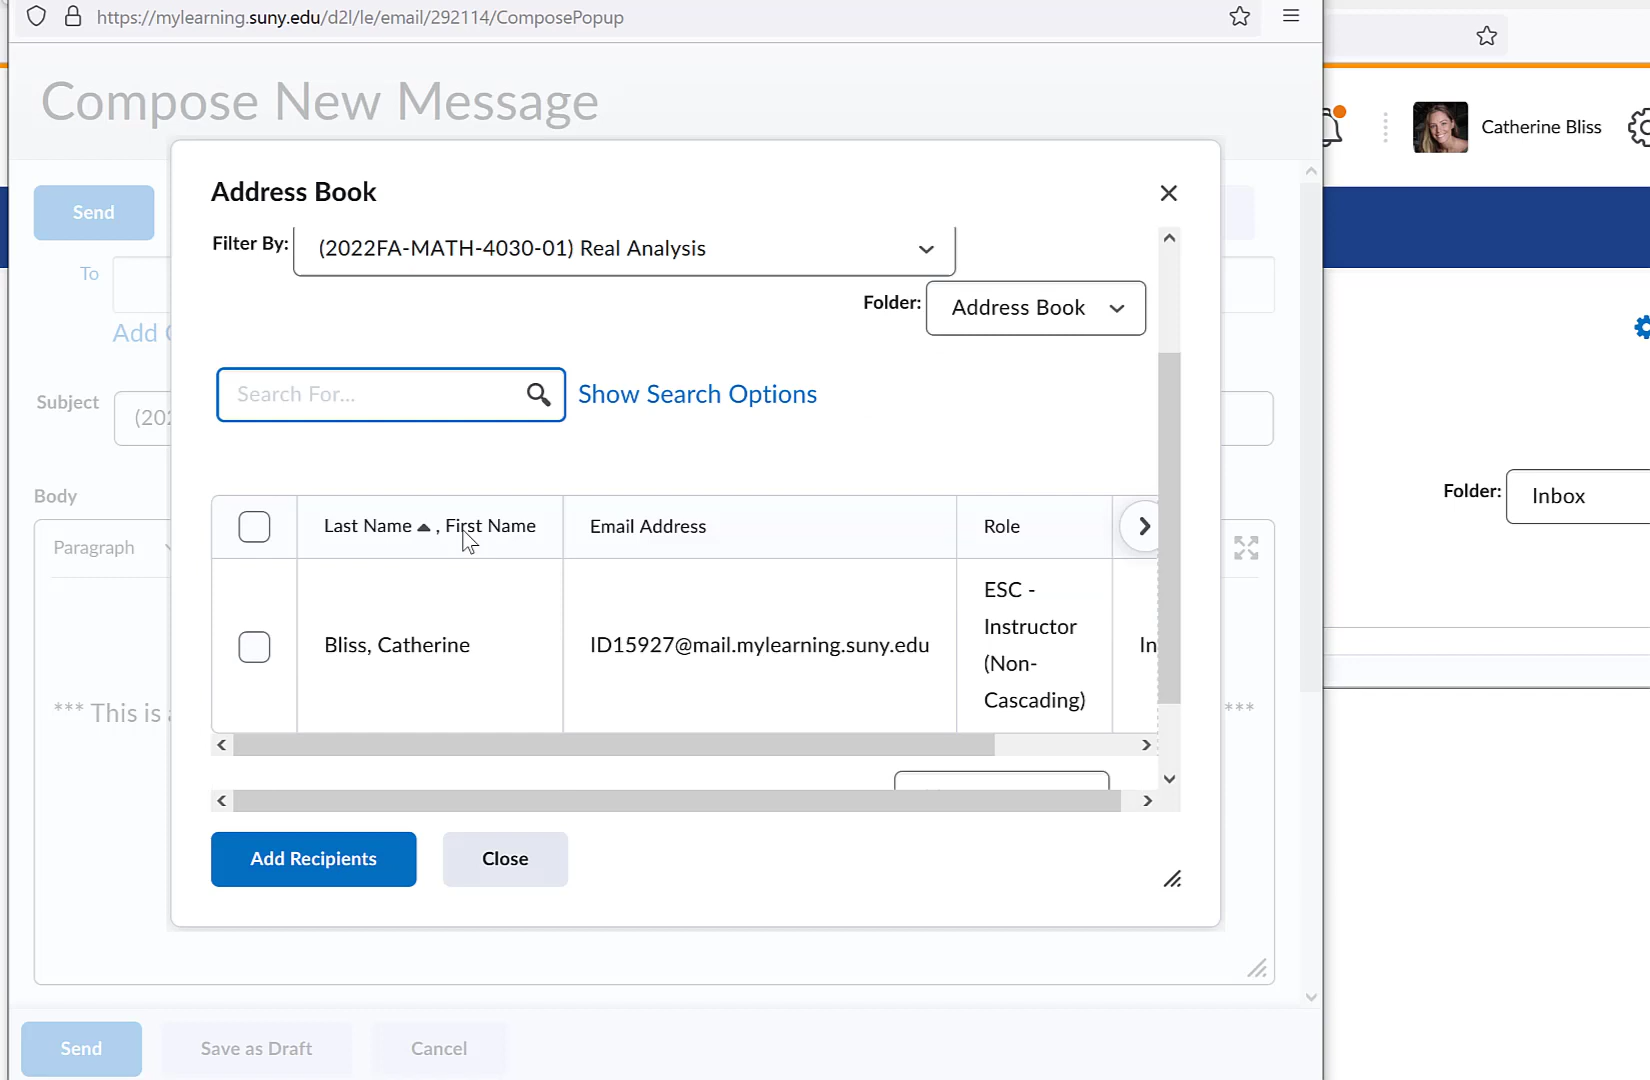 https://mylearning.suny.edu/d2l/le/email/292114/ComposePopup
Compose New Message
Catherine Bliss
Address Book
Send
Filter By: (2022FA-MATH-4030-01) Real Analysis
To
Folder: Address Book
Add
Search For...
Show Search Options
Subject
(202
Body
Folder: Inbox
Last Name , First Name
Email Address
Role
Paragraph
Bliss, Catherine
ID15927@mail.mylearning.suny.edu
ESC -
Instructor
(Non-
Cascading)
In
*** This is
***
Add Recipients
Close
Send
Save as Draft
Cancel